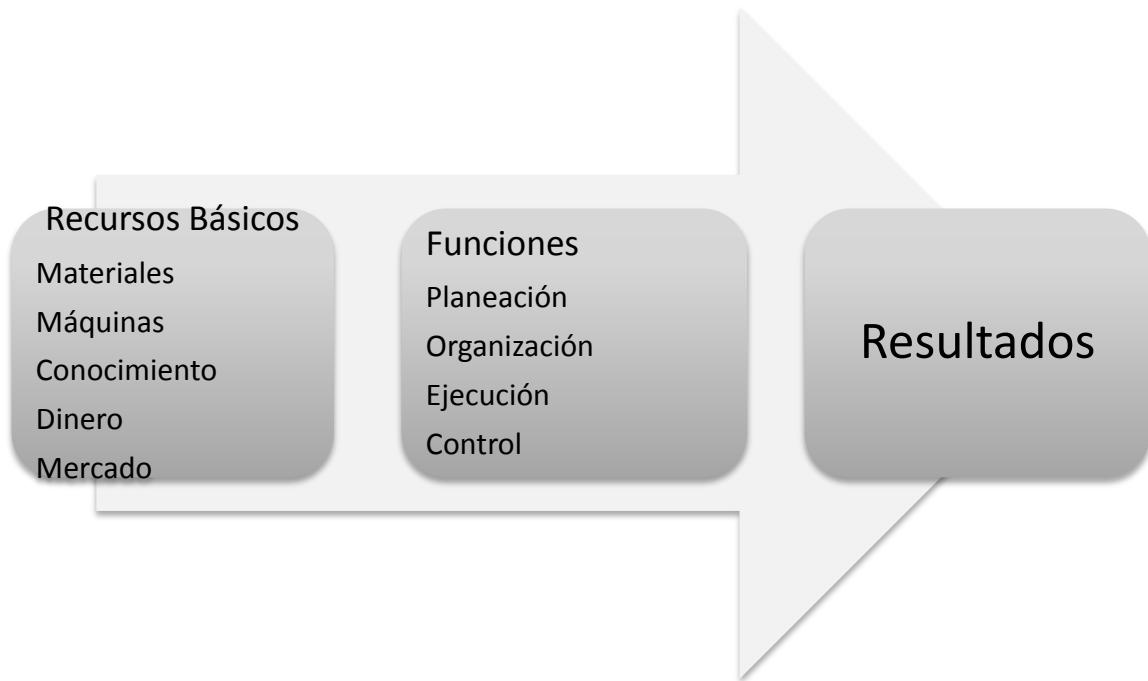 Recursos Básicos
Materiales
Máquinas
Conocimiento
Dinero
Mercado
Funciones
Planeación
Organización
Ejecución
Control
Resultados